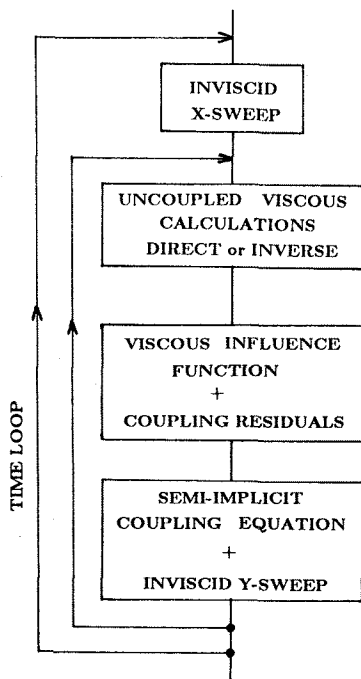 INVISCID
X-SWEEP
UNCOUPLED VISCOUS
CALCULATIONS
DIRECT or INVERSE
VISCOUS INFLUENCE
FUNCTION
+
COUPLING RESIDUALS
SEMI-IMPLICIT
COUPLING EQUATION
+
INVISCID Y-SWEEP
TIME LOOP